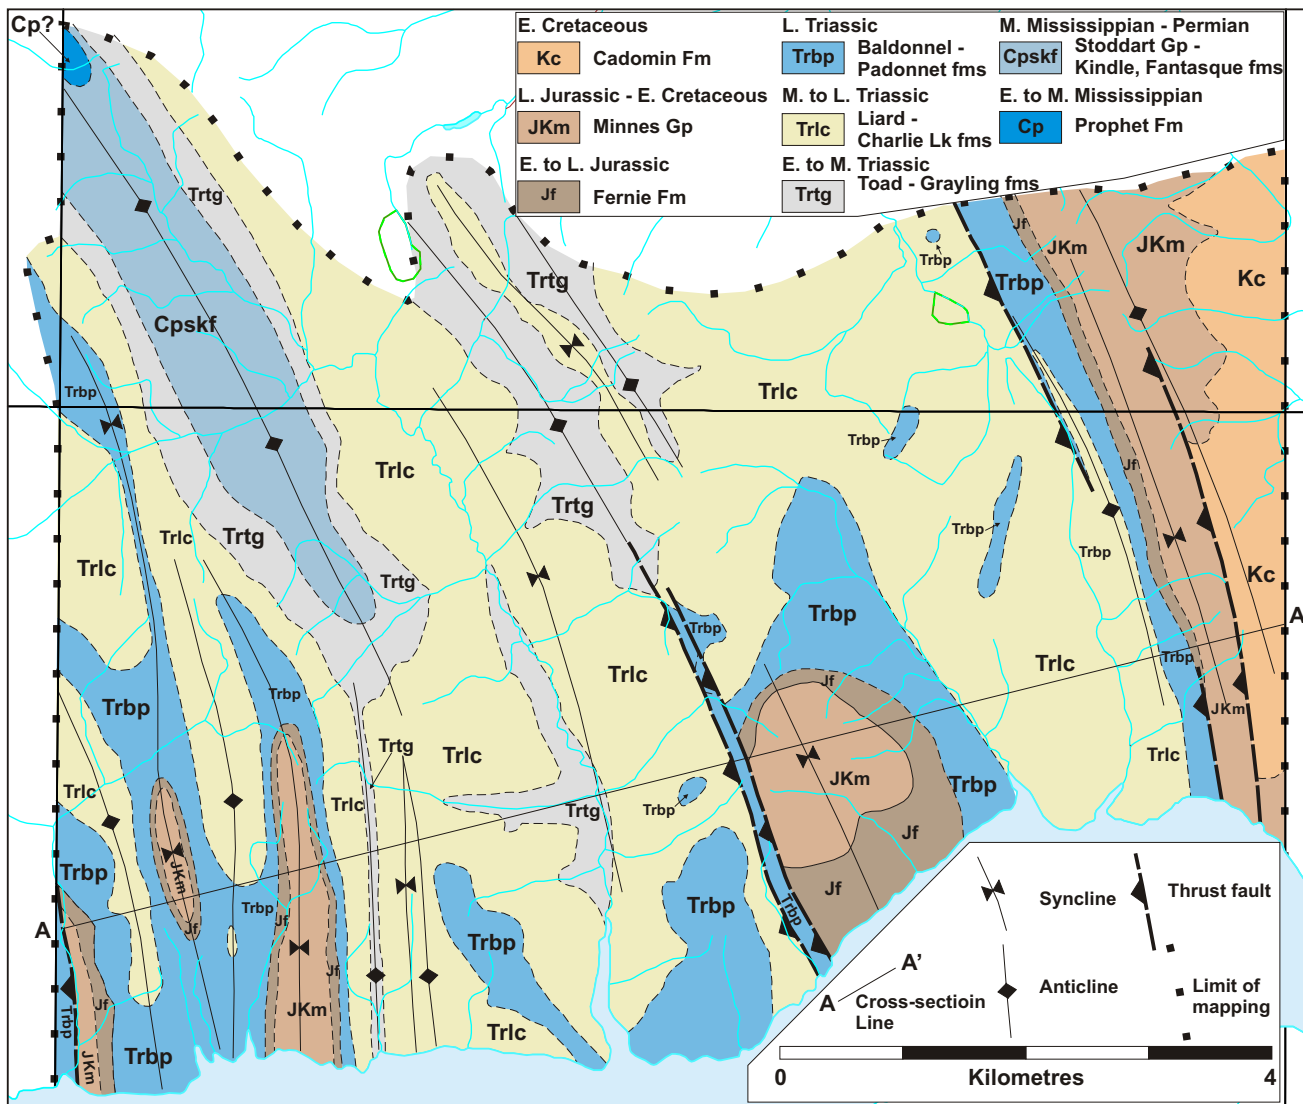 Cp?
E. Cretaceous
Kc Cadomin Fm
L. Jurassic - E. Cretaceous
JKm Minnes Gp
E. to L. Jurassic
Jf Fernie Fm
L. Triassic
Trbp Baldonnel -
Padonnet fms
M. to L. Triassic
Trlc Liard -
Charlie Lk fms
E. to M. Triassic
Trtg Toad - Grayling fms
M. Mississippian - Permian
Cpskf Stoddart Gp -
Kindle, Fantasque fms
E. to M. Mississippian
Cp Prophet Fm
Trtg
Jf
JKm
JKm
Trbp
Trtg
Trbp
Kc
Cpskf
Trbp
Trlc
Trbp
Trlc
Jf
Trtg
Trbp
Trtg
Trlc
Trbp
Trlc
Trtg
Kc
Trbp
Trbp
A
Trlc
Trlc
Trbp
Jf
Trbp
Trbp
JKm
Trtg
Trlc
Trlc
JKm
Trbp
Trlc
Trlc
Trtg
Trbp
Jf
Trbp
JKm
Jf
Trbp
Trbp
Jf
Trbp
A
Jf
Trbp
Jf
Jf
JKm
Trbp
JKm
Trbp
Trlc
Syncline
Thrust fault
A'
A
Anticline
Cross-sectioin
Line
Limit of
mapping
0 Kilometres 4